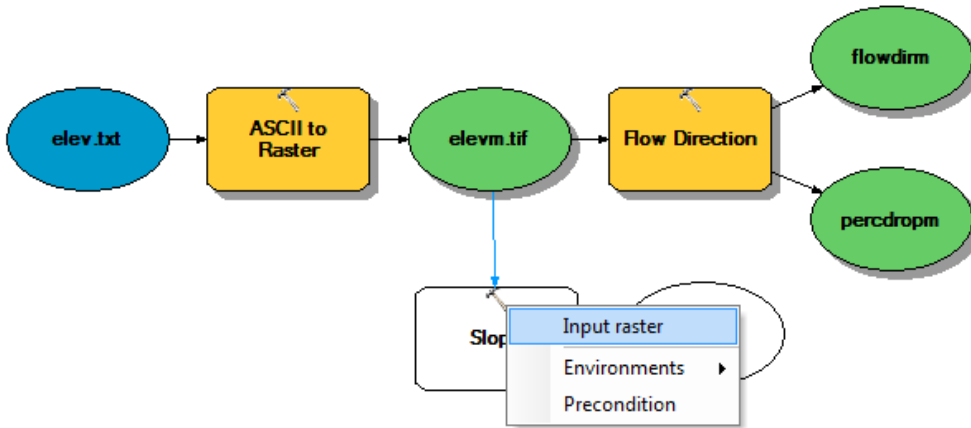 flowdirm
elev.txt
ASCII to
Raster
elevm.tif
Flow Direction
percdropm
Slop
Input raster
Environments
Precondition